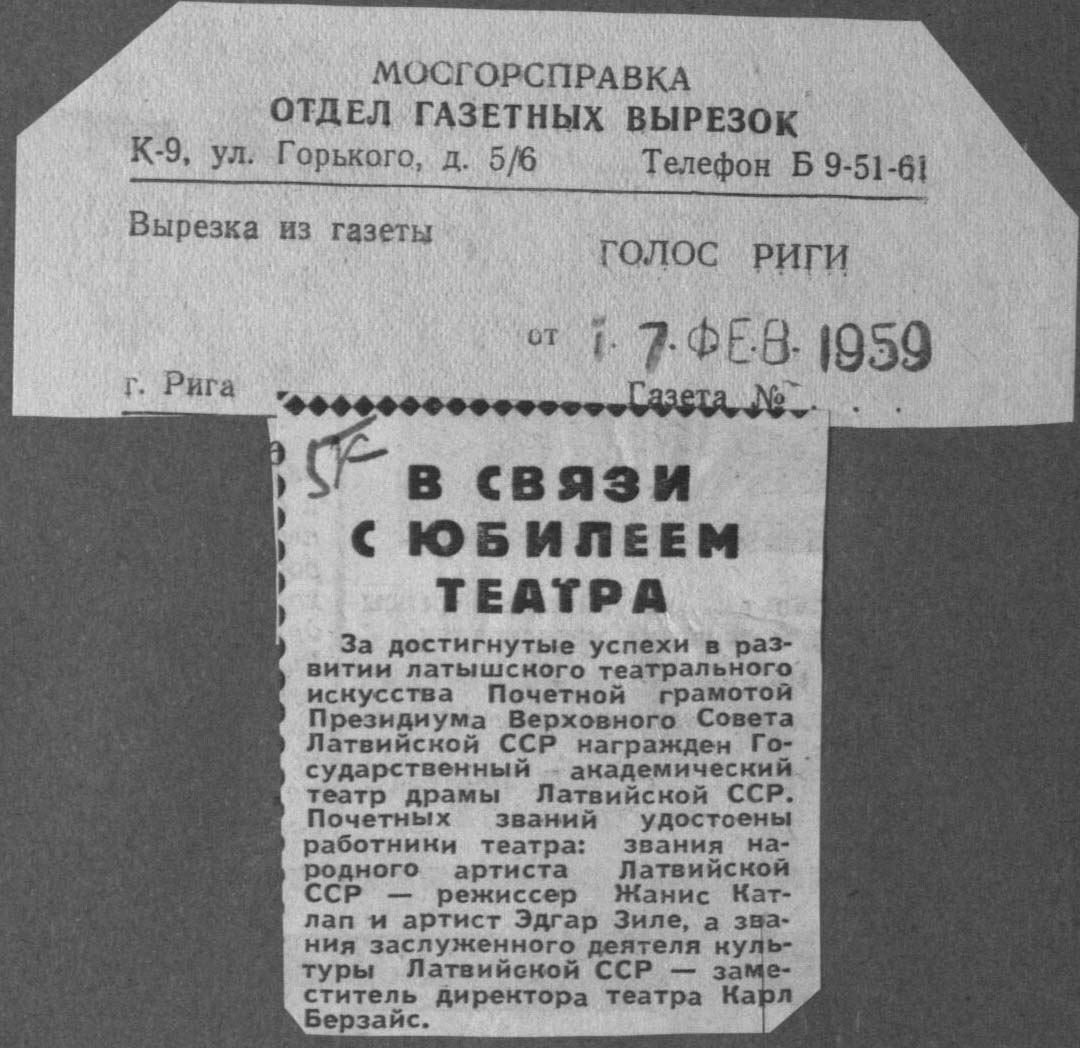 МОСГОРСПРАВКА
ОТДЕЛ ГАЗЕТНЫХ ВЫРЕЗОК
К-9, ул. Горького, д. 5/6 Телефон Б 9-51-61
Вырезка из газеты
ГОЛОС РИГИ
от 1 7 ФЕВ. 1959
г. Рига Газета № . . .
В СВЯЗИ
С ЮБИЛЕЕМ
ТЕАТРА
За достигнутые успехи в раз-
витии латышского театрального
искусства Почетной грамотой
Президиума Верховного Совета
Латвийской ССР награжден Го-
сударственный академический
театр драмы Латвийской ССР.
Почетных званий удостоены
работники театра: звания на-
родного артиста Латвийской
ССР — режиссер Жанис Кат-
лап и артист Эдгар Зиле, а зва-
ния заслуженного деятеля куль-
туры Латвийской ССР — заме-
ститель директора театра Карл
Берзайс.